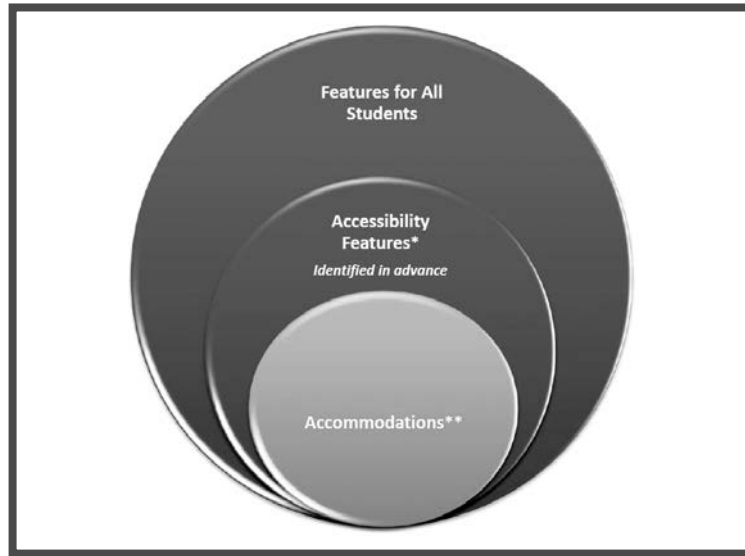 Features for All
Students
Accessibility
Features*
Identified in advance
Accommodations**